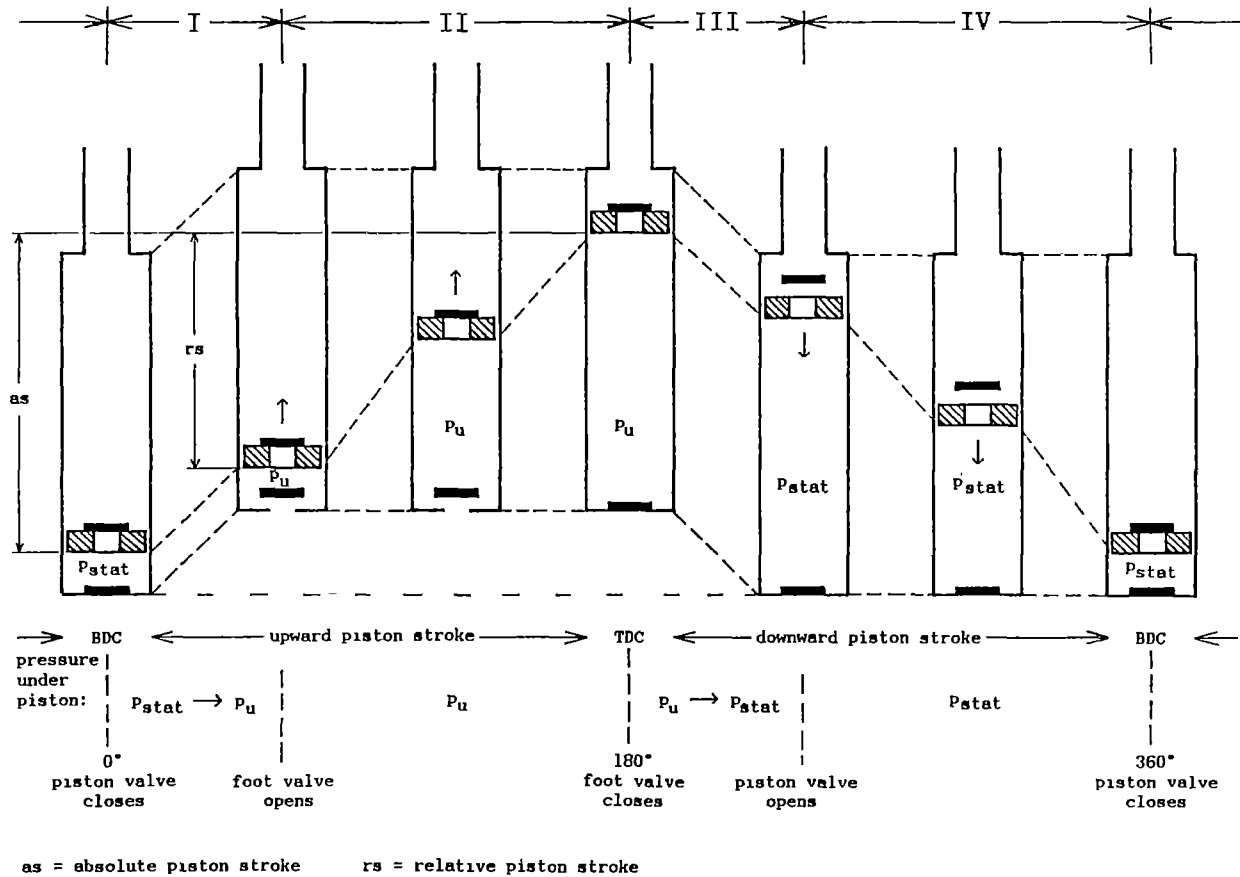 I II III IV
as
rs
Pstat
Pu
Pu
Pu
Pstat
Pstat
Pstat
BDC upward piston stroke TDC downward piston stroke BDC
pressure
under
piston:
Pstat → Pu
Pu
Pu → Pstat
Pstat
0°
piston valve
closes
foot valve
opens
180°
foot valve
closes
piston valve
opens
360°
piston valve
closes
as = absolute piston stroke rs = relative piston stroke